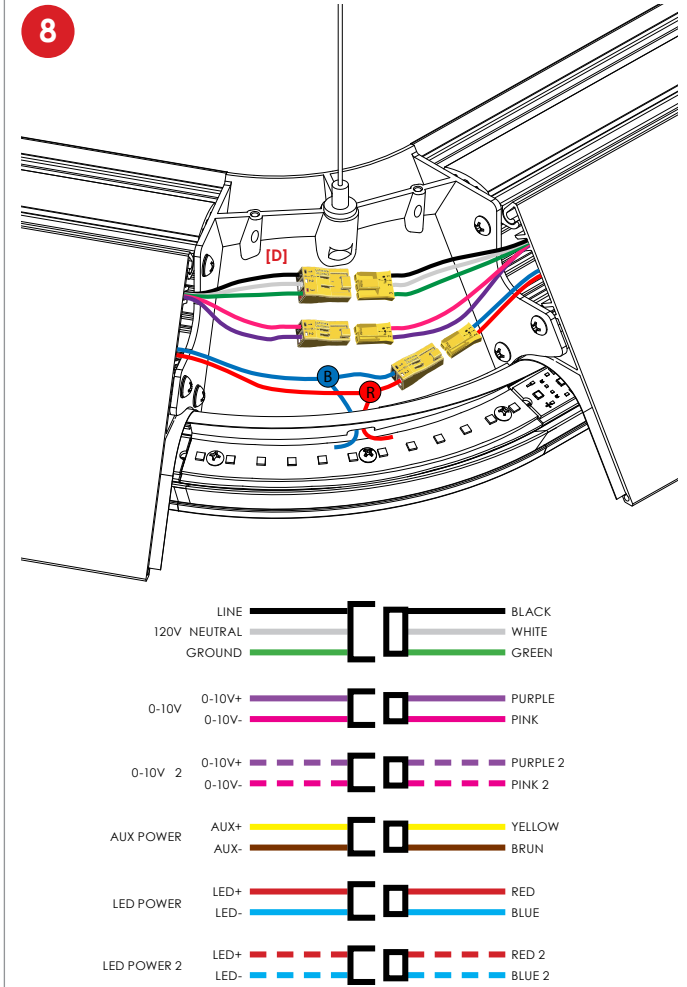 8
[D]
B
R
LINE BLACK
120V NEUTRAL WHITE
GROUND GREEN
0-10V 0-10V+ PURPLE
0-10V- PINK
0-10V 2 0-10V+ PURPLE 2
0-10V- PINK 2
AUX POWER AUX+ YELLOW
AUX- BRUN
LED POWER LED+ RED
LED- BLUE
LED POWER 2 LED+ RED 2
LED- BLUE 2